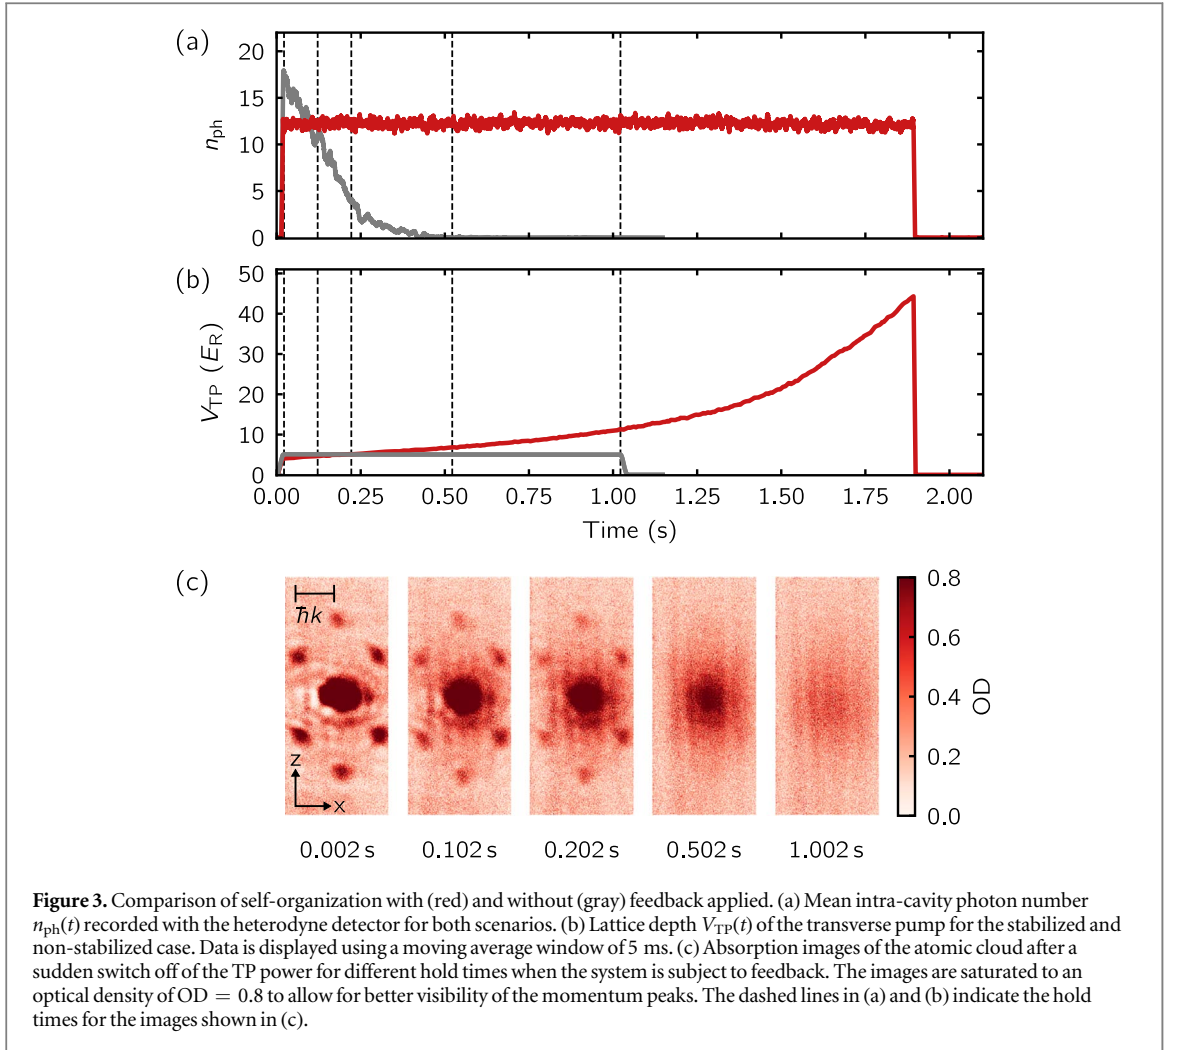 (a)
20
15
10
5
0
n_ph
(b)
50
40
30
20
10
0
V_TP (E_R)
0.00 0.25 0.50 0.75 1.00 1.25 1.50 1.75 2.00
Time (s)
(c)
ħk
z
x
0.8
0.6
0.4
0.2
0.0
OD
0.002 s 0.102 s 0.202 s 0.502 s 1.002 s
Figure 3. Comparison of self-organization with (red) and without (gray) feedback applied. (a) Mean intra-cavity photon number
n_ph(t) recorded with the heterodyne detector for both scenarios. (b) Lattice depth V_TP(t) of the transverse pump for the stabilized and
non-stabilized case. Data is displayed using a moving average window of 5 ms. (c) Absorption images of the atomic cloud after a
sudden switch off of the TP power for different hold times when the system is subject to feedback. The images are saturated to an
optical density of OD = 0.8 to allow for better visibility of the momentum peaks. The dashed lines in (a) and (b) indicate the hold
times for the images shown in (c).